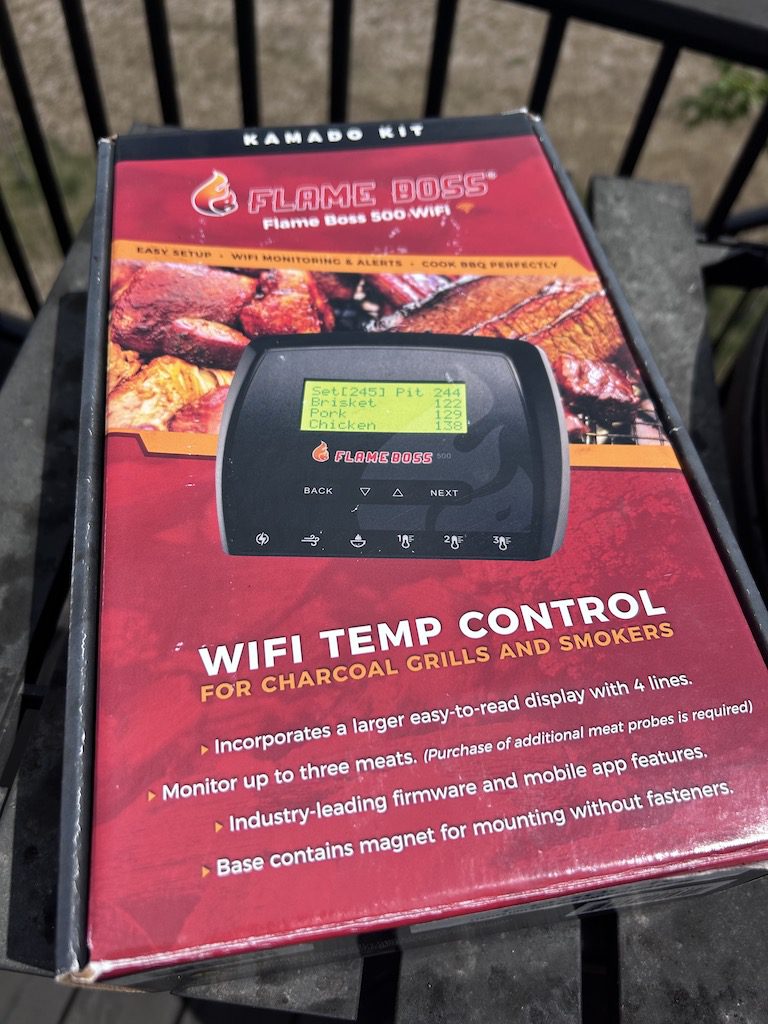 KAMADO KIT
FLAME BOSS®
Flame Boss 500-WiFi
EASY SETUP • WIFI MONITORING & ALERTS • COOK BBQ PERFECTLY
Set[245] Pit 244
Brisket 122
Pork 129
Chicken 138
FLAME BOSS 500
BACK ▽ △ NEXT
1 2 3
WIFI TEMP CONTROL
FOR CHARCOAL GRILLS AND SMOKERS
Incorporates a larger easy-to-read display with 4 lines.
Monitor up to three meats. (Purchase of additional meat probes is required)
Industry-leading firmware and mobile app features.
Base contains magnet for mounting without fasteners.